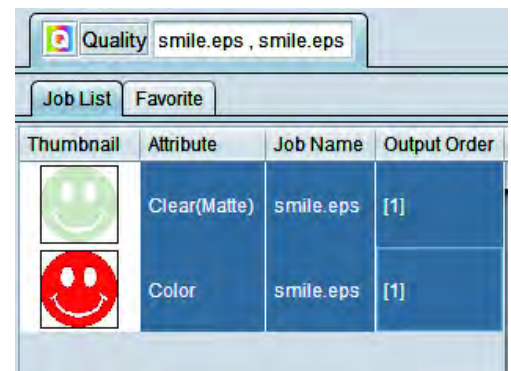 Quality smile.eps , smile.eps
Job List Favorite
Thumbnail Attribute Job Name Output Order
Clear(Matte) smile.eps [1]
Color smile.eps [1]